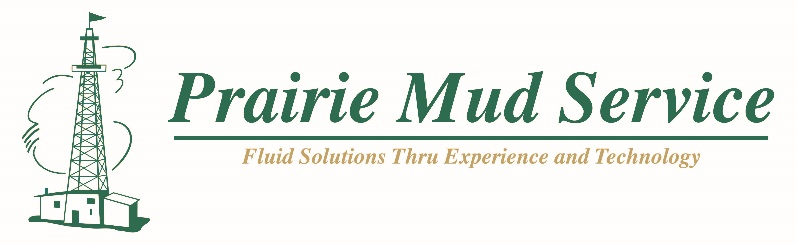 Prairie Mud Service
Fluid Solutions Thru Experience and Technology